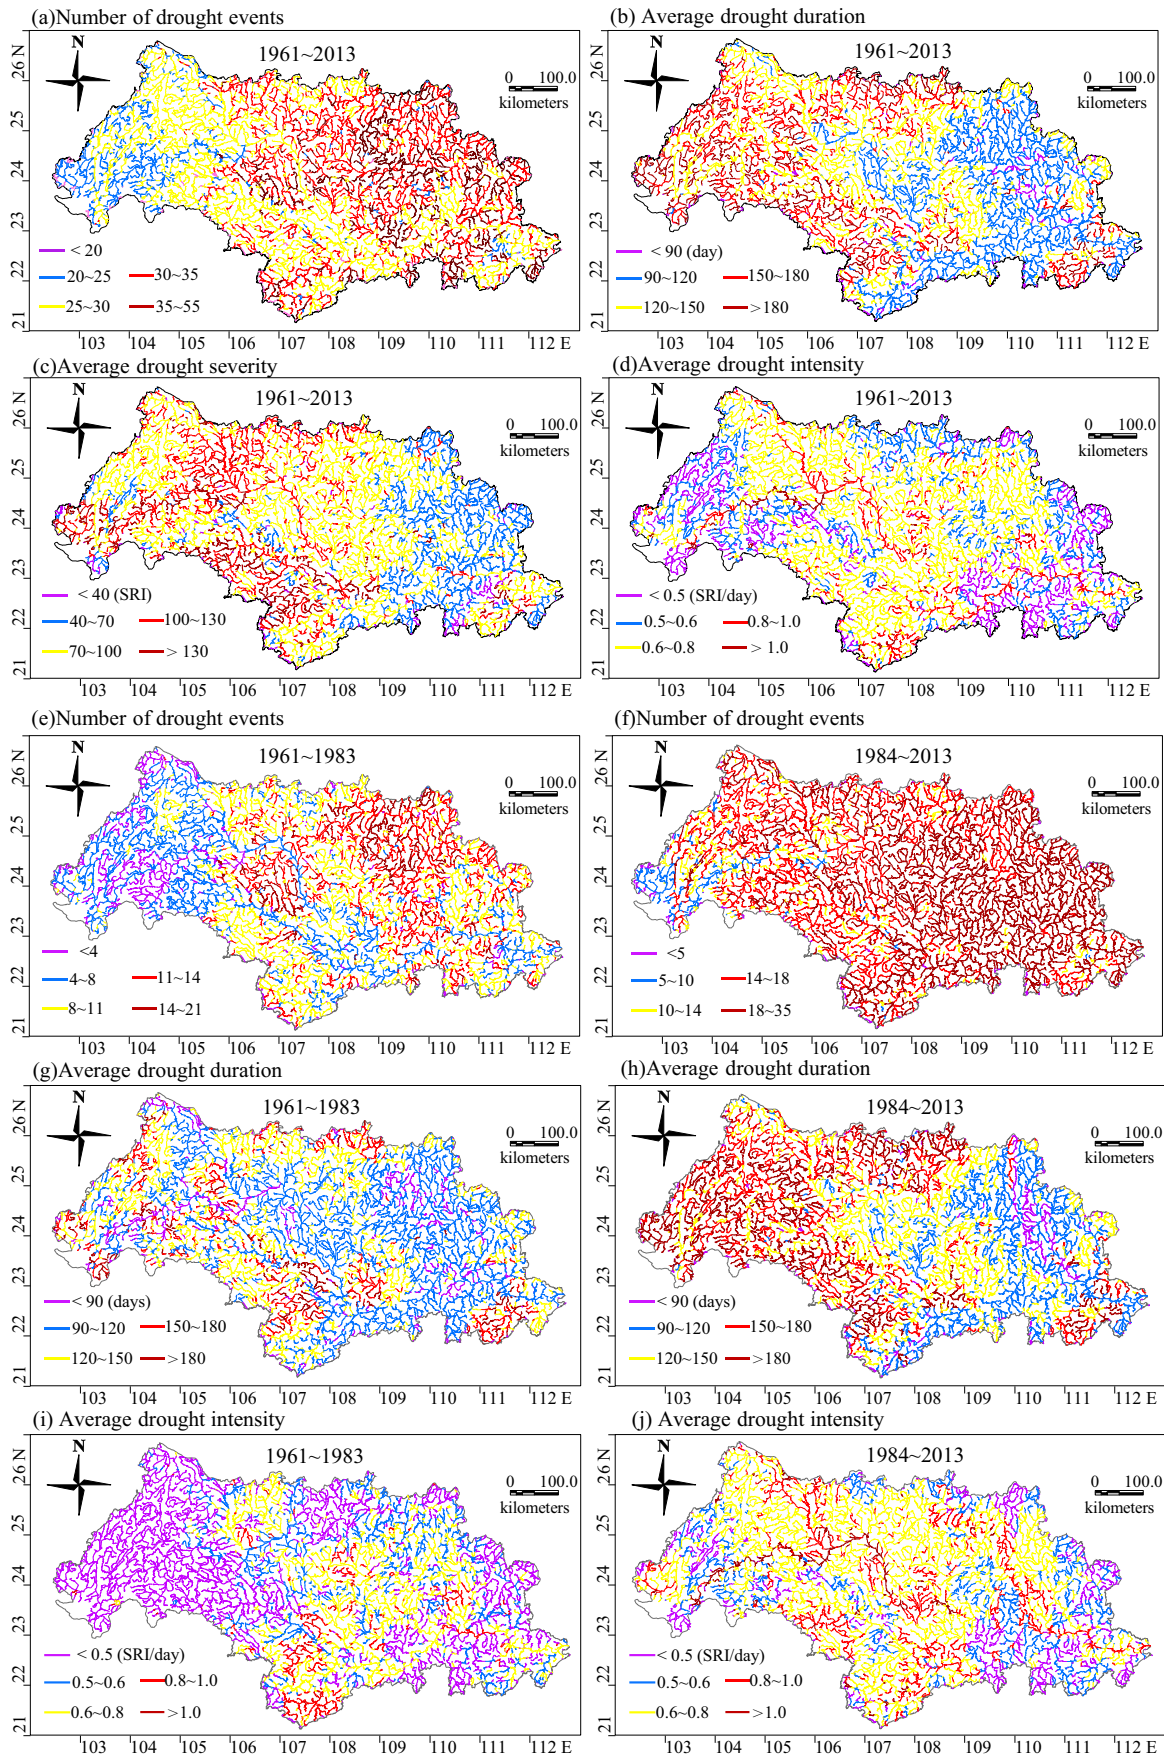 (a)Number of drought events
N
1961~2013
0 100.0
kilometers
26 N
25
24
23
22
21
< 20
20~25 30~35
25~30 35~55
103 104 105 106 107 108 109 110 111 112 E
(b) Average drought duration
N
1961~2013
0 100.0
kilometers
26 N
25
24
23
22
21
< 90 (day)
90~120 150~180
120~150 >180
103 104 105 106 107 108 109 110 111 112 E
(c)Average drought severity
N
1961~2013
0 100.0
kilometers
26 N
25
24
23
22
21
< 40 (SRI)
40~70 100~130
70~100 > 130
103 104 105 106 107 108 109 110 111 112 E
(d)Average drought intensity
N
1961~2013
0 100.0
kilometers
26 N
25
24
23
22
21
< 0.5 (SRI/day)
0.5~0.6 0.8~1.0
0.6~0.8 > 1.0
103 104 105 106 107 108 109 110 111 112 E
(e)Number of drought events
N
1961~1983
0 100.0
kilometers
26 N
25
24
23
22
21
<4
4~8 11~14
8~11 14~21
103 104 105 106 107 108 109 110 111 112 E
(f)Number of drought events
N
1984~2013
0 100.0
kilometers
26 N
25
24
23
22
21
<5
5~10 14~18
10~14 18~35
103 104 105 106 107 108 109 110 111 112 E
(g)Average drought duration
N
1961~1983
0 100.0
kilometers
26 N
25
24
23
22
21
< 90 (days)
90~120 150~180
120~150 >180
103 104 105 106 107 108 109 110 111 112 E
(h)Average drought duration
N
1984~2013
0 100.0
kilometers
26 N
25
24
23
22
21
< 90 (days)
90~120 150~180
120~150 >180
103 104 105 106 107 108 109 110 111 112 E
(i) Average drought intensity
N
1961~1983
0 100.0
kilometers
26 N
25
24
23
22
21
< 0.5 (SRI/day)
0.5~0.6 0.8~1.0
0.6~0.8 >1.0
103 104 105 106 107 108 109 110 111 112 E
(j) Average drought intensity
N
1984~2013
0 100.0
kilometers
26 N
25
24
23
22
21
< 0.5 (SRI/day)
0.5~0.6 0.8~1.0
0.6~0.8 >1.0
103 104 105 106 107 108 109 110 111 112 E